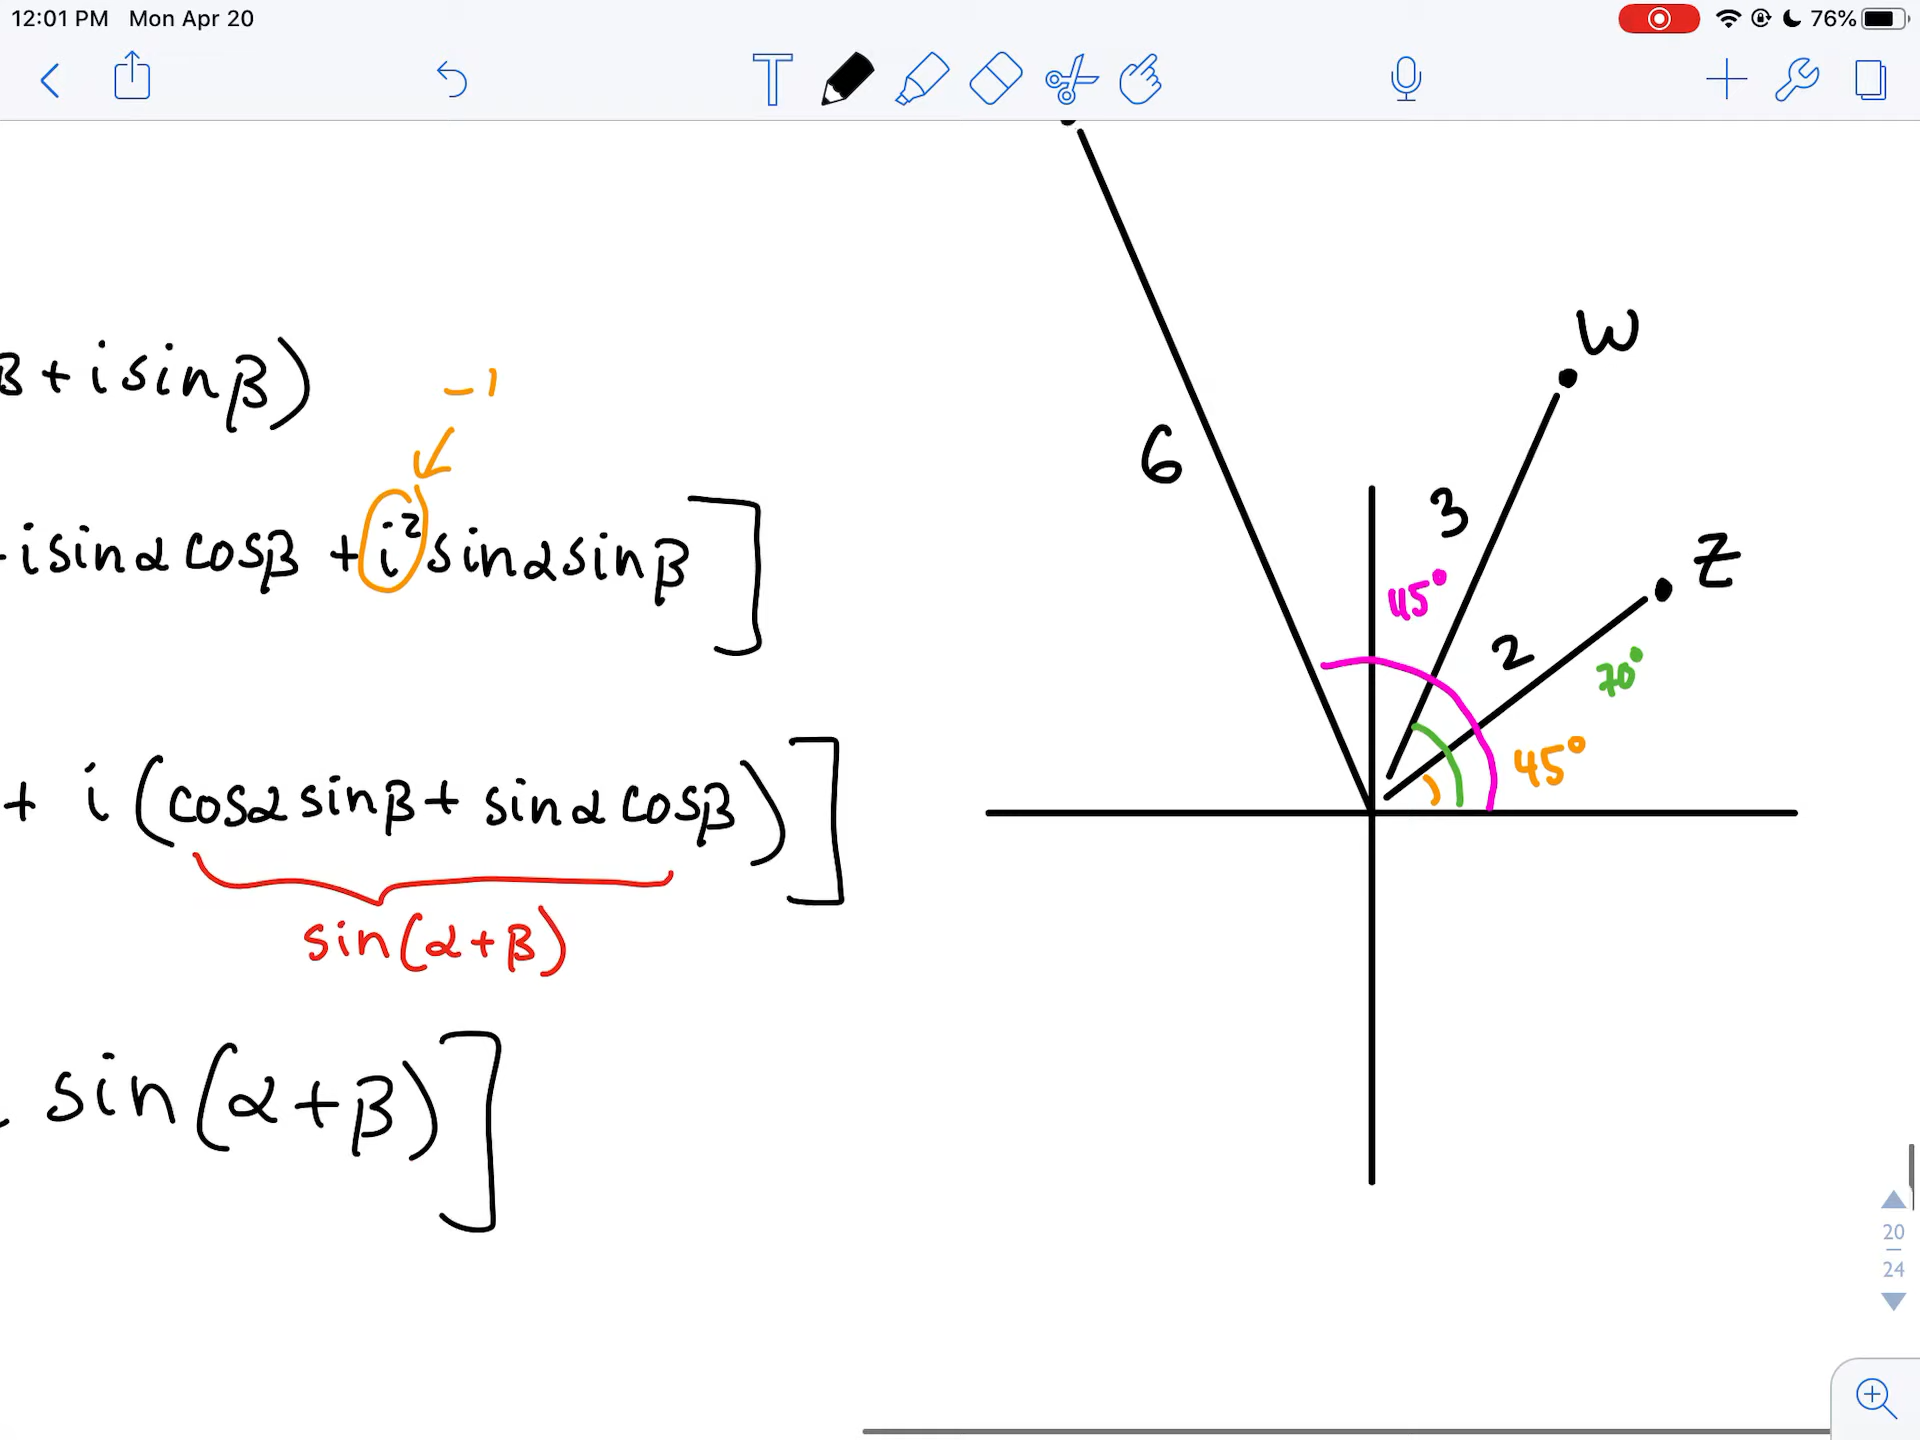 12:01 PM Mon Apr 20
76%
T
β + i sin β)
-1
i sin α cos β + i² sin α sin β ]
+ i (cos α sin β + sin α cos β) ]
sin(α+β)
sin(α+β) ]
W
6
3
Z
115°
2
70°
45°
20
24